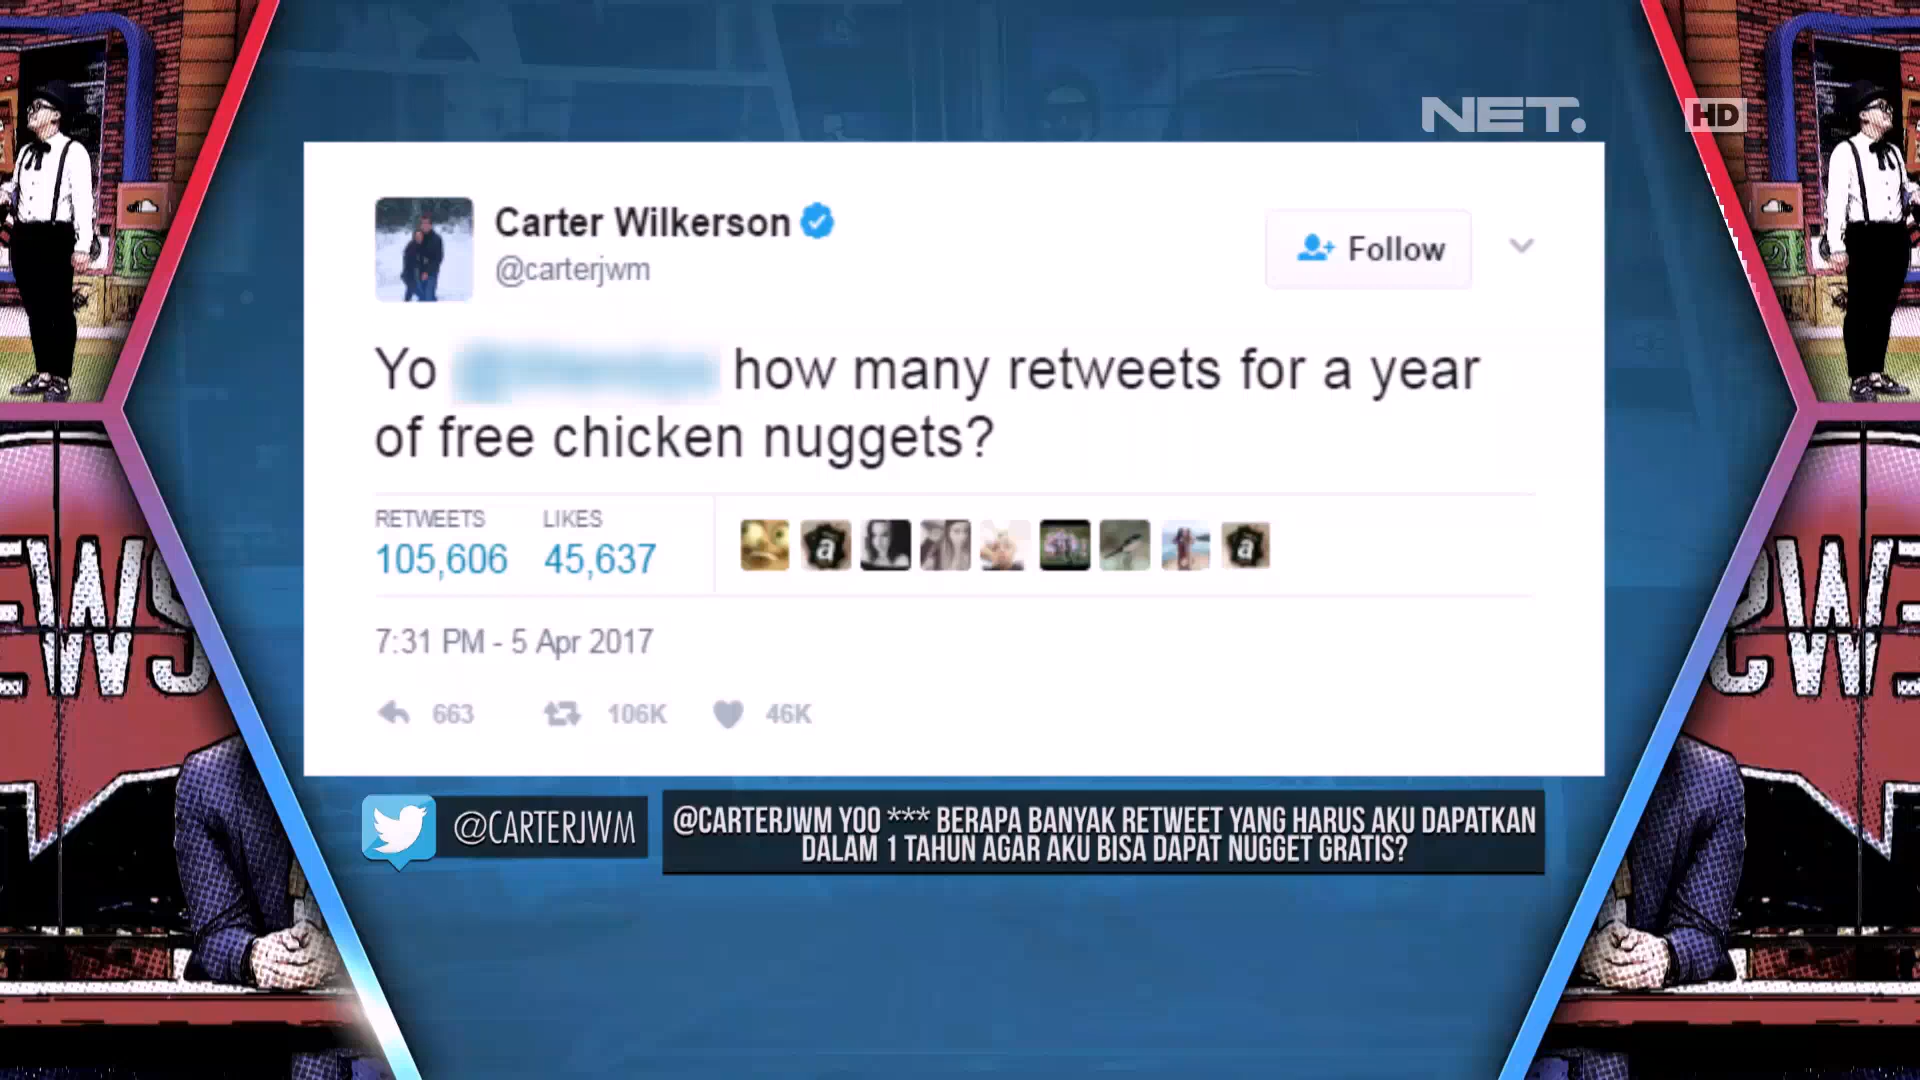 NET.
HD
Carter Wilkerson
@carterjwm
Follow
Yo how many retweets for a year
of free chicken nuggets?
RETWEETS LIKES
105,606 45,637
7:31 PM - 5 Apr 2017
663 106K 46K
@CARTERJWM
@CARTERJWM YOO *** BERAPA BANYAK RETWEET YANG HARUS AKU DAPATKAN
DALAM 1 TAHUN AGAR AKU BISA DAPAT NUGGET GRATIS?